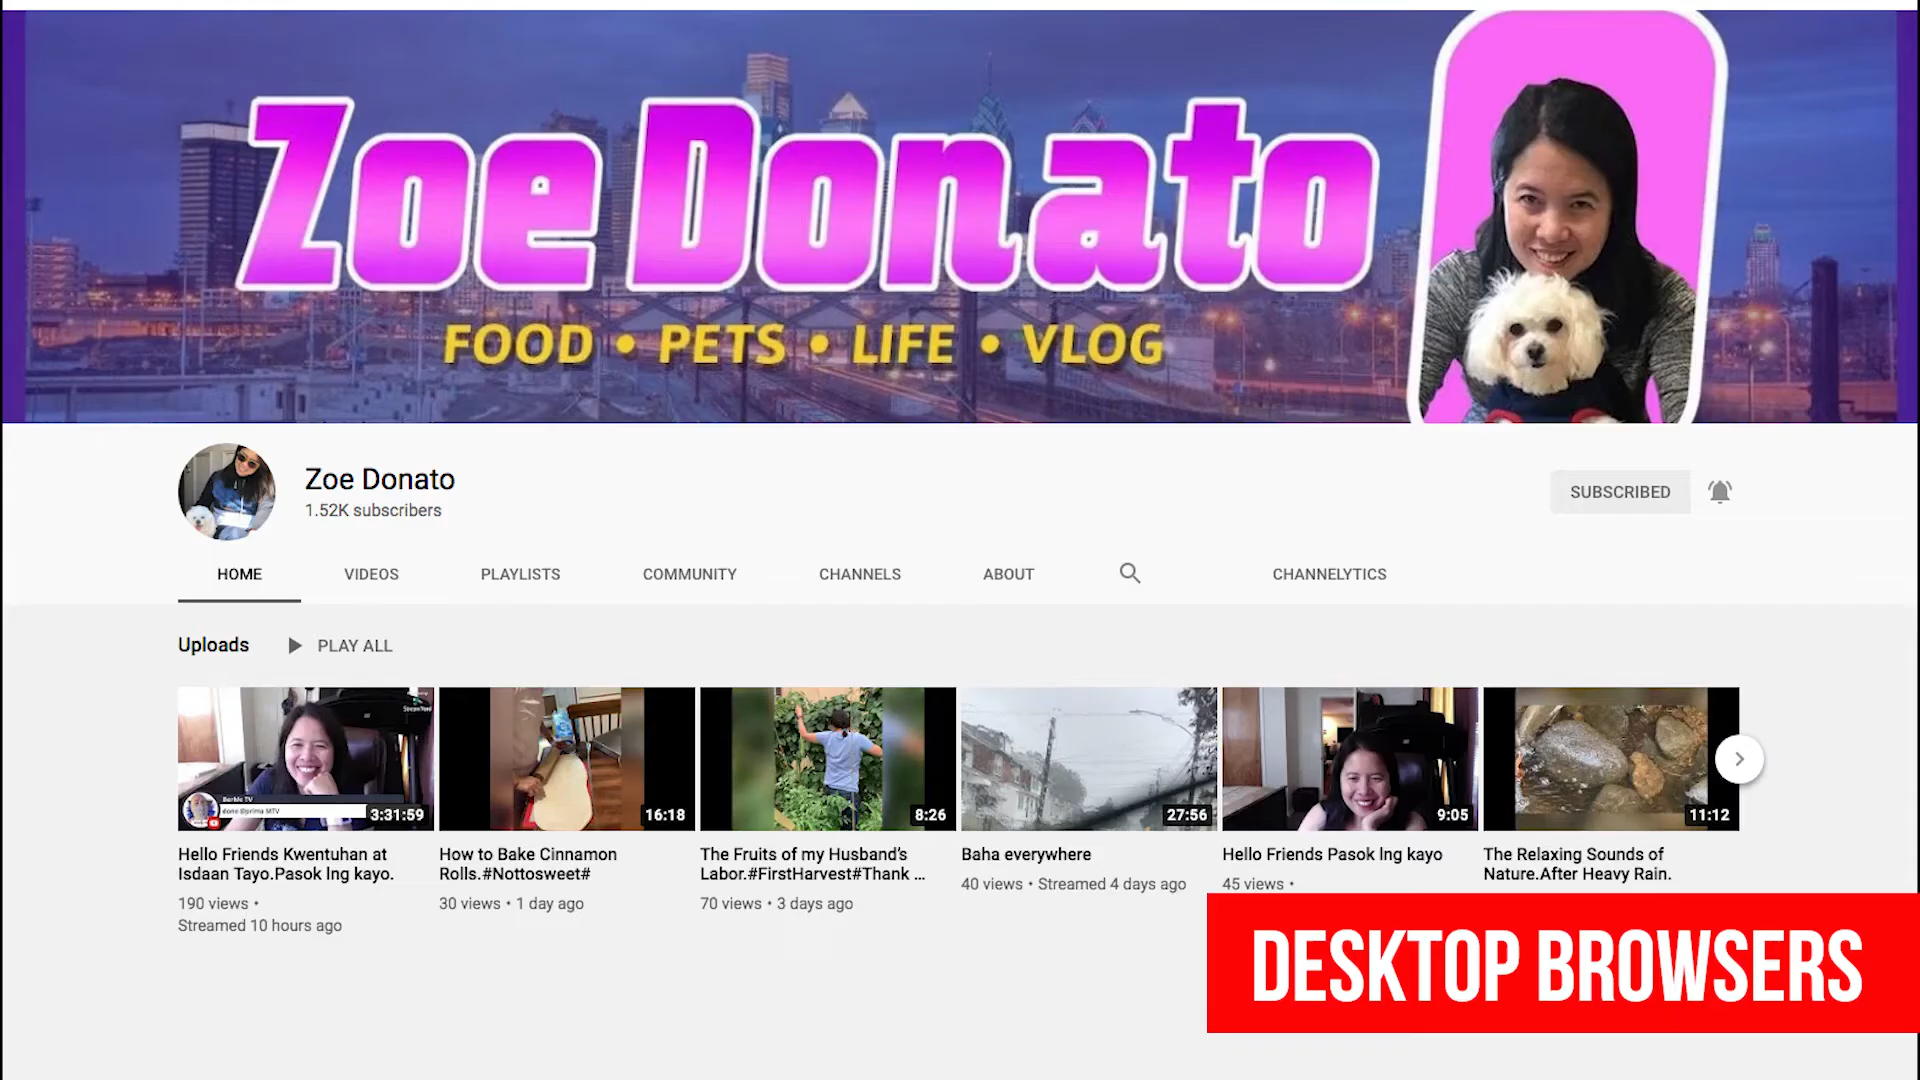 Zoe Donato
FOOD • PETS • LIFE • VLOG
Zoe Donato
1.52K subscribers
SUBSCRIBED
HOME VIDEOS PLAYLISTS COMMUNITY CHANNELS ABOUT CHANNELYTICS
Uploads PLAY ALL
Barbie TV
done @prima MTV
3:31:59
16:18
8:26
27:56
9:05
11:12
Hello Friends Kwentuhan at
Isdaan Tayo.Pasok lng kayo.
190 views •
Streamed 10 hours ago
How to Bake Cinnamon
Rolls.#Nottosweet#
30 views • 1 day ago
The Fruits of my Husband's
Labor.#FirstHarvest#Thank ...
70 views • 3 days ago
Baha everywhere
40 views • Streamed 4 days ago
Hello Friends Pasok lng kayo
45 views •
The Relaxing Sounds of
Nature.After Heavy Rain.
DESKTOP BROWSERS